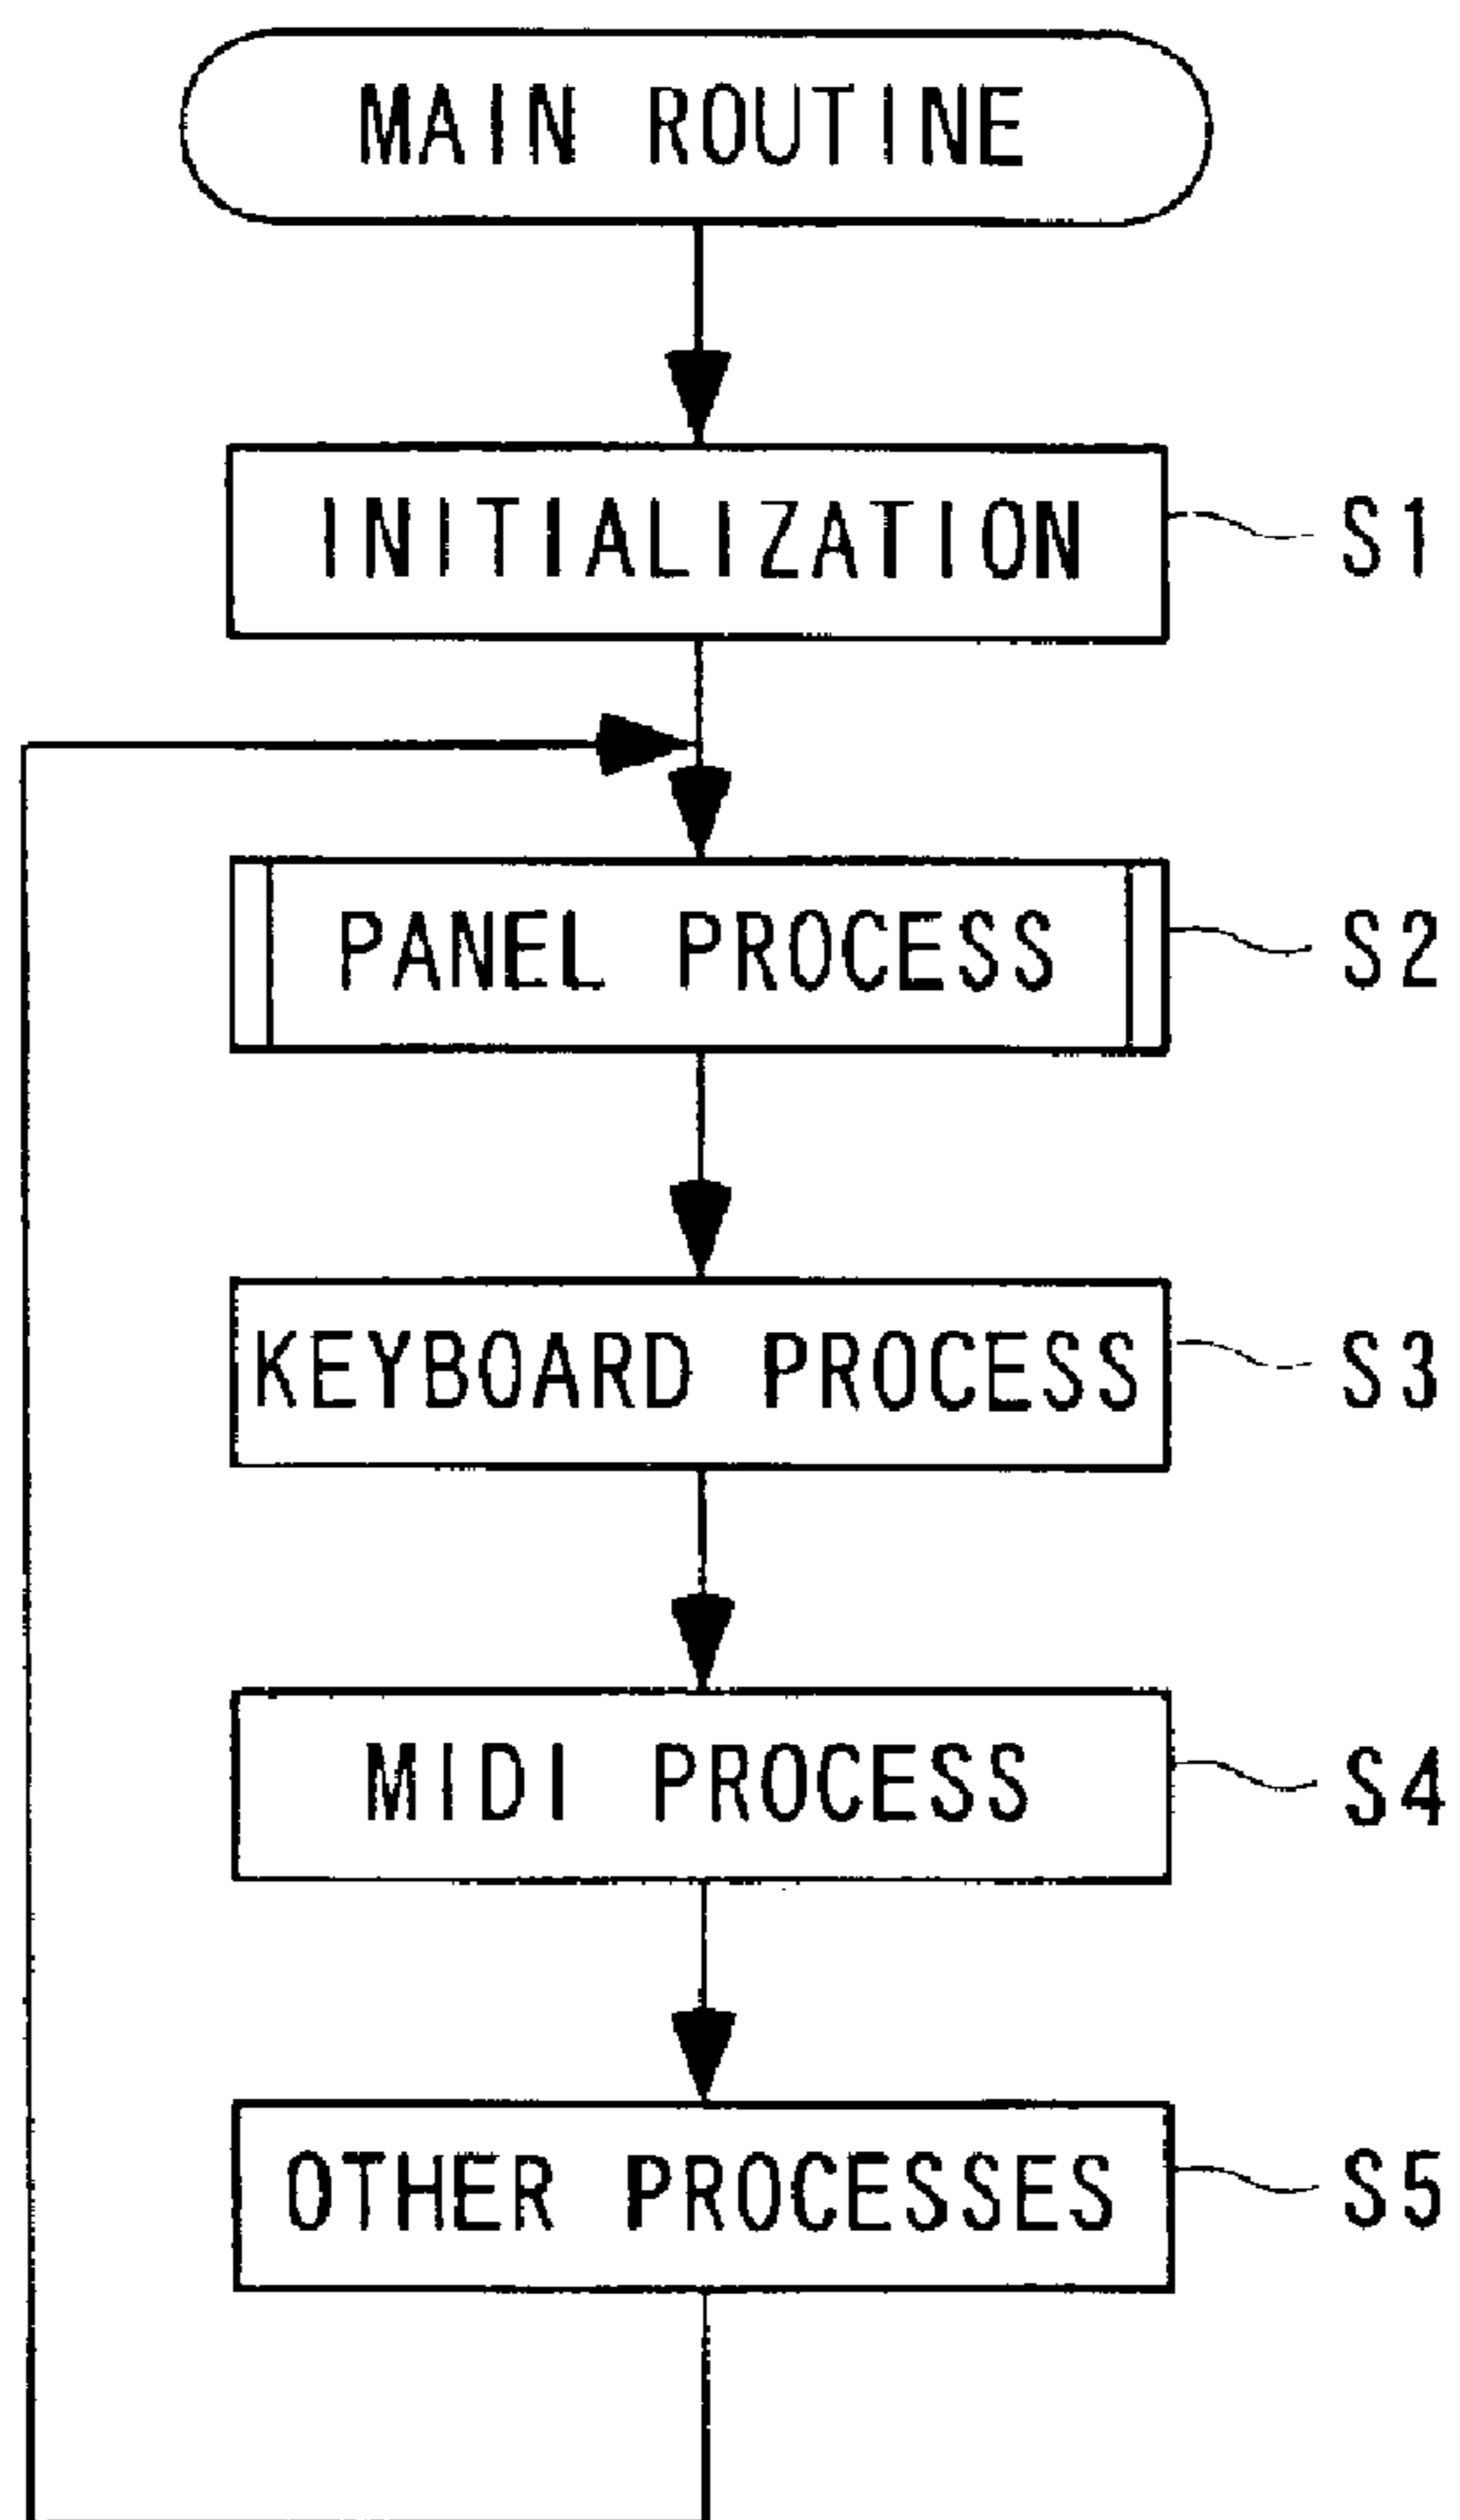 MAIN ROUTINE
INITIALIZATION S1
PANEL PROCESS S2
KEYBOARD PROCESS S3
MIDI PROCESS S4
OTHER PROCESSES S5